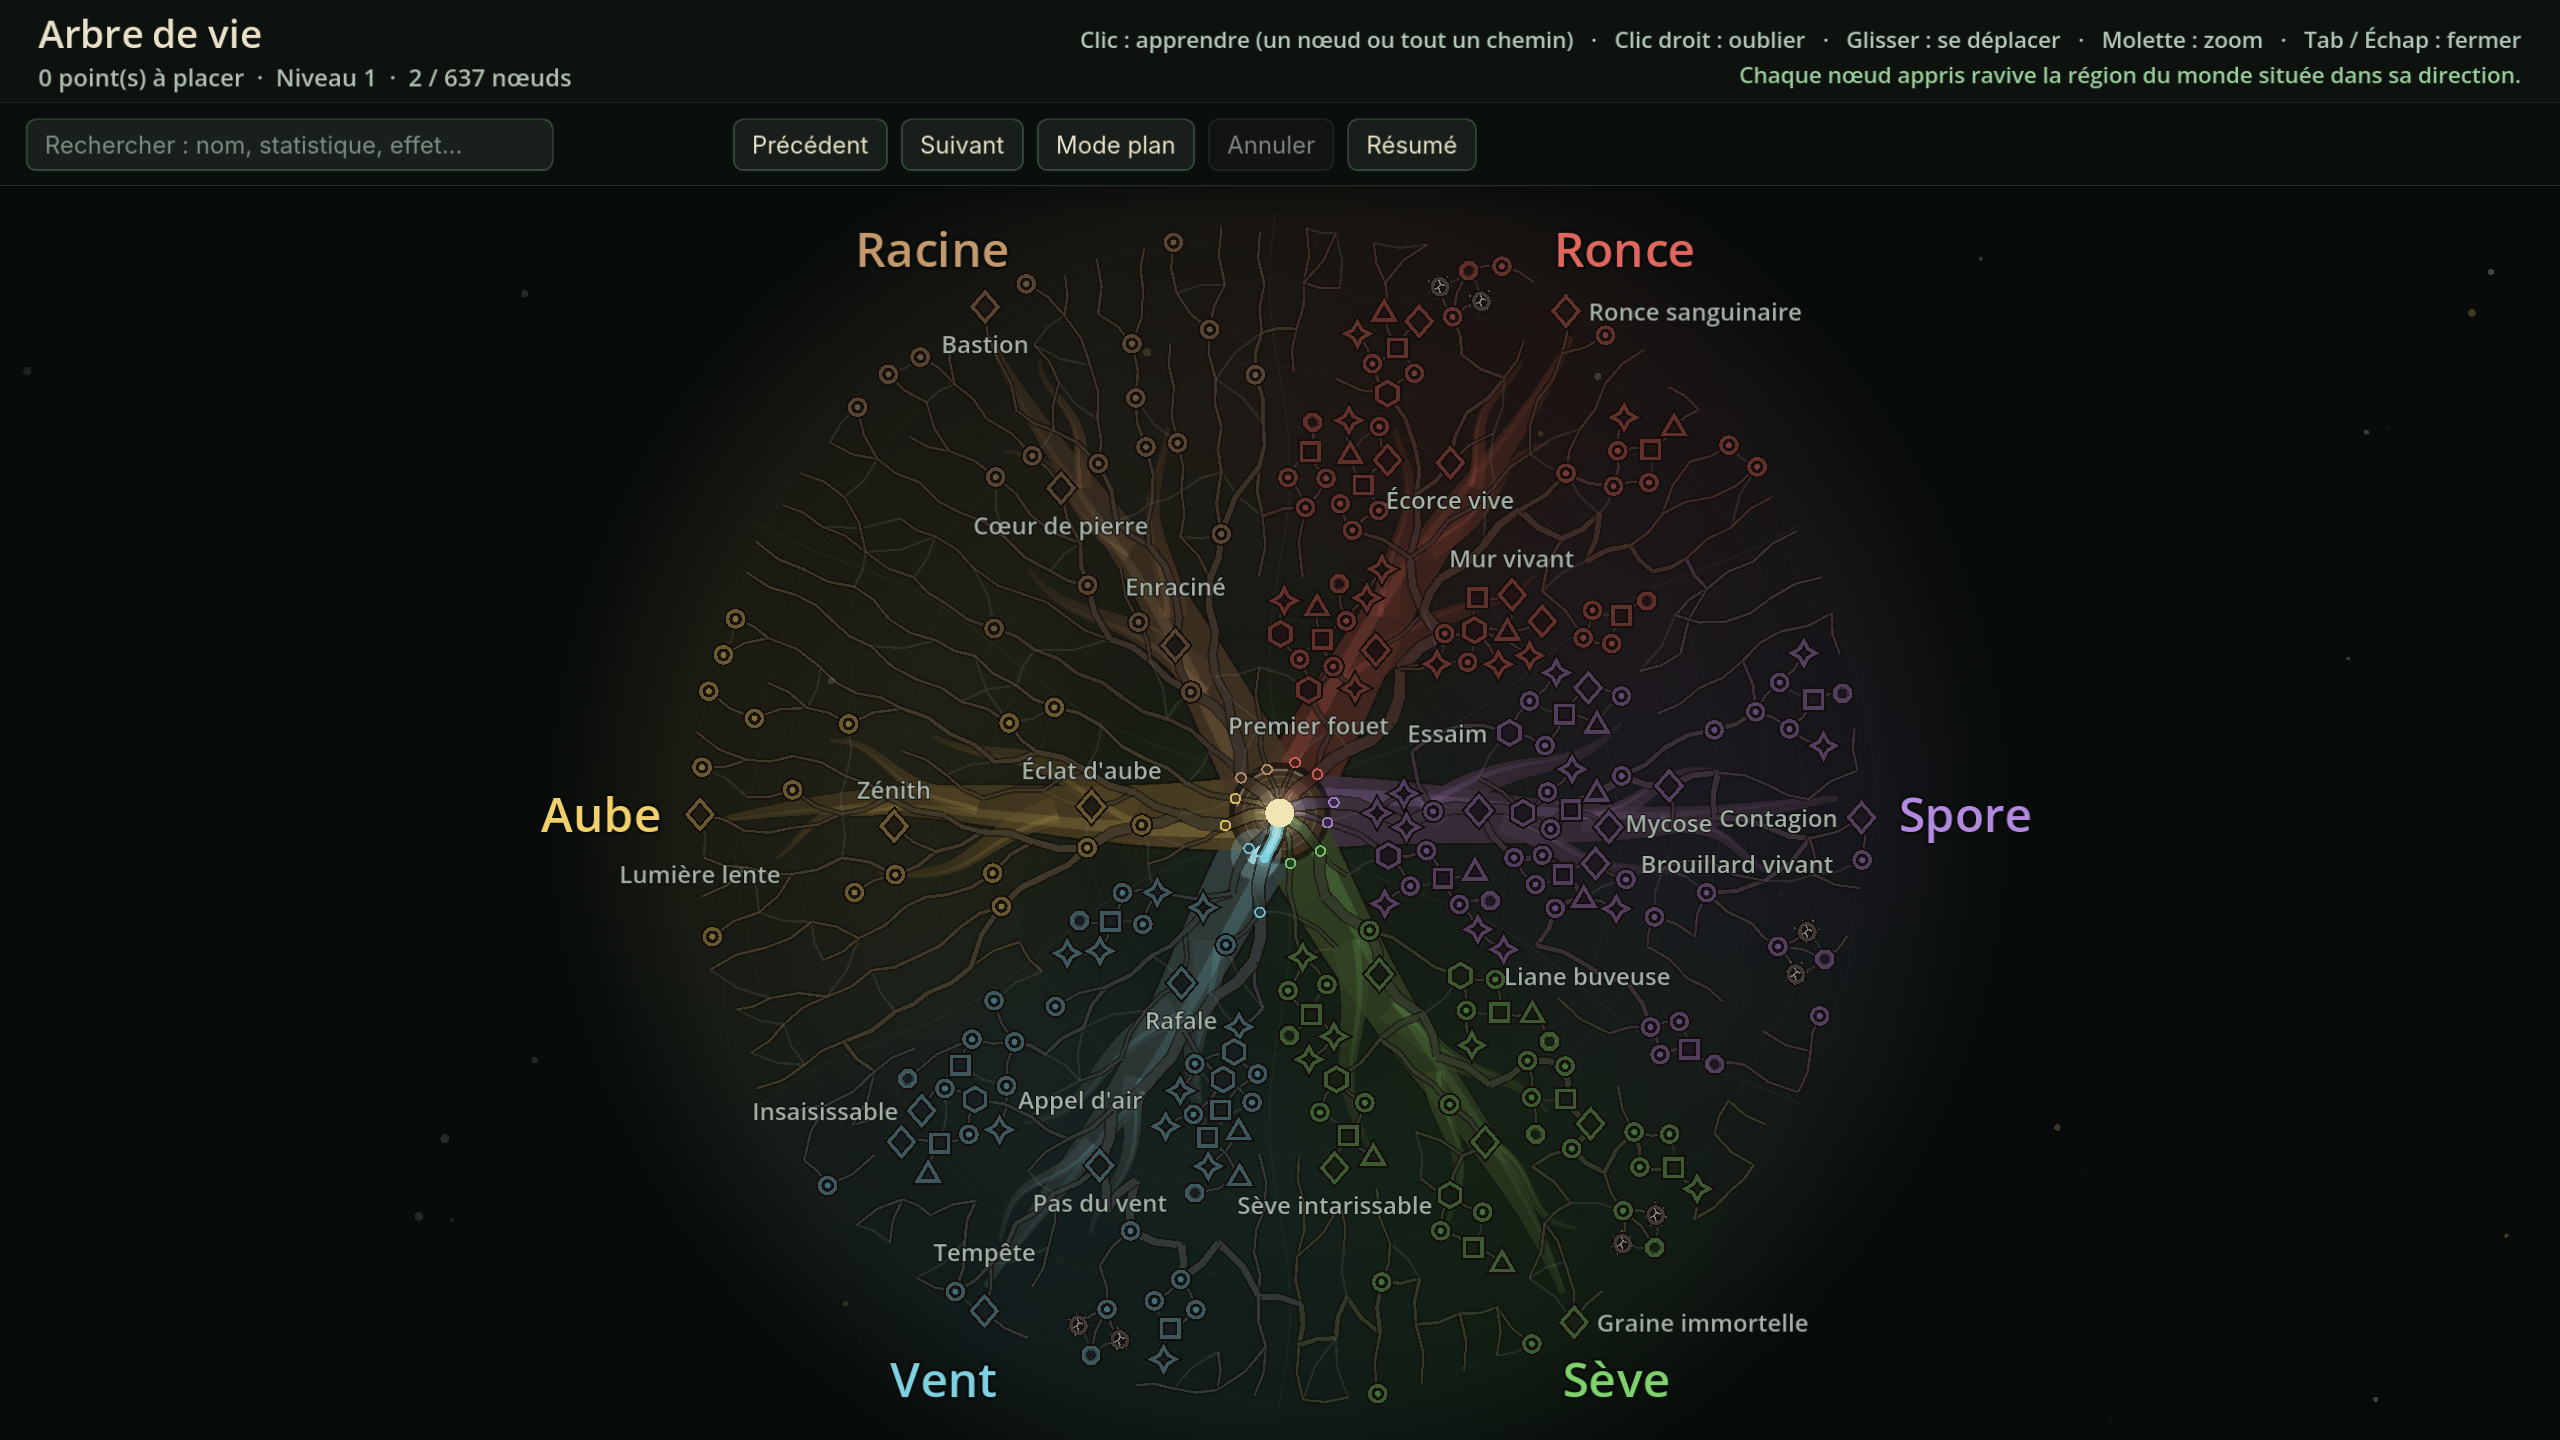 Arbre de vie
Clic : apprendre (un nœud ou tout un chemin) · Clic droit : oublier · Glisser : se déplacer · Molette : zoom · Tab / Échap : fermer
0 point(s) à placer · Niveau 1 · 2 / 637 nœuds
Chaque nœud appris ravive la région du monde située dans sa direction.
Rechercher : nom, statistique, effet...
Précédent
Suivant
Mode plan
Annuler
Résumé
Racine
Ronce
Ronce sanguinaire
Bastion
Écorce vive
Cœur de pierre
Mur vivant
Enraciné
Premier fouet
Essaim
Éclat d'aube
Zénith
Aube
Spore
Mycose
Contagion
Brouillard vivant
Lumière lente
Liane buveuse
Rafale
Appel d'air
Insaisissable
Pas du vent
Sève intarissable
Tempête
Graine immortelle
Vent
Sève